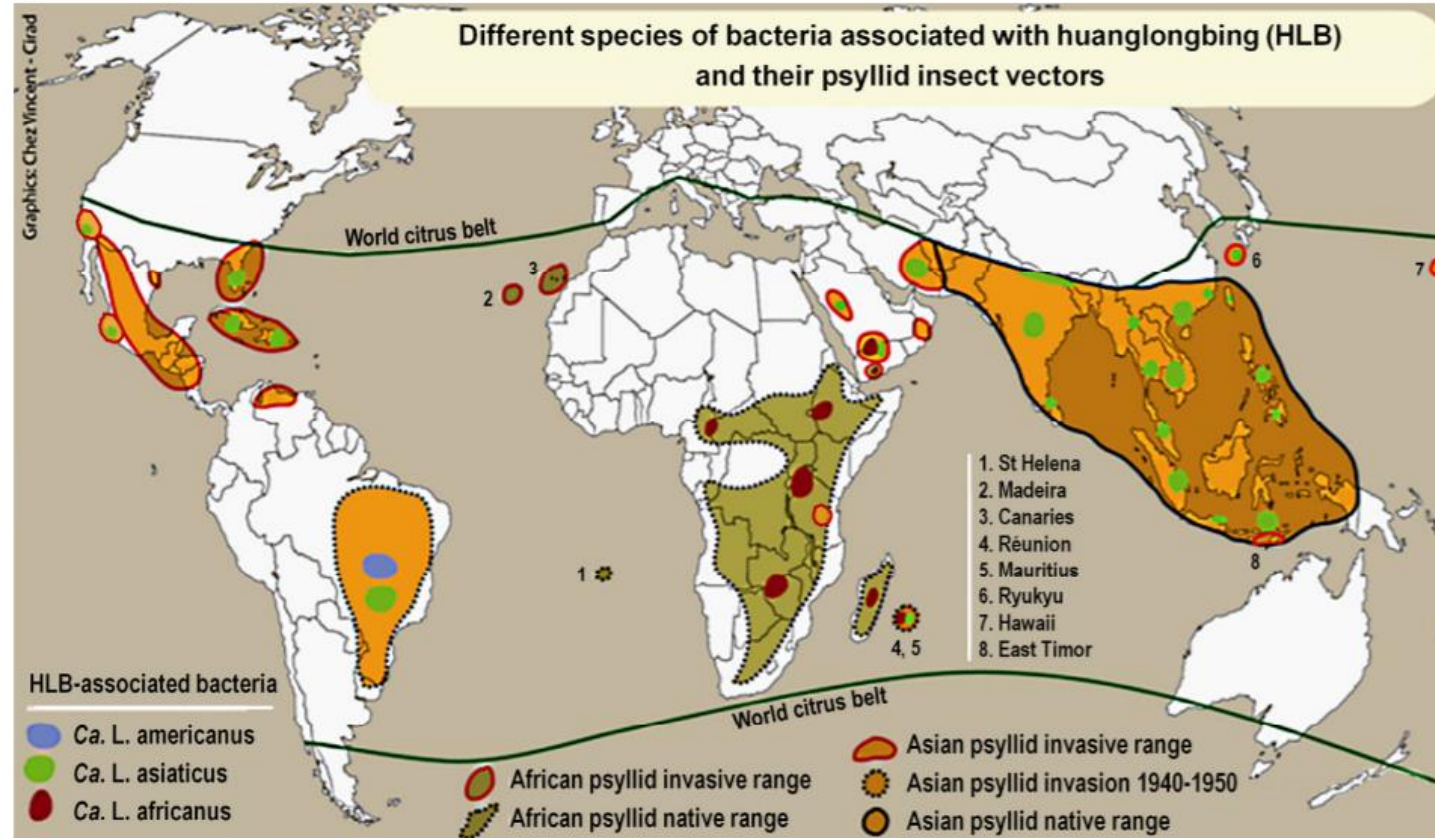 Different species of bacteria associated with huanglongbing (HLB)
and their psyllid insect vectors
Graphics: Chez Vincent - Cirad
World citrus belt
3
2
6
7
1
4, 5
8
1. St Helena
2. Madeira
3. Canaries
4. Réunion
5. Mauritius
6. Ryukyu
7. Hawaii
8. East Timor
World citrus belt
HLB-associated bacteria
Ca. L. americanus
Ca. L. asiaticus
Ca. L. africanus
African psyllid invasive range
African psyllid native range
Asian psyllid invasive range
Asian psyllid invasion 1940-1950
Asian psyllid native range